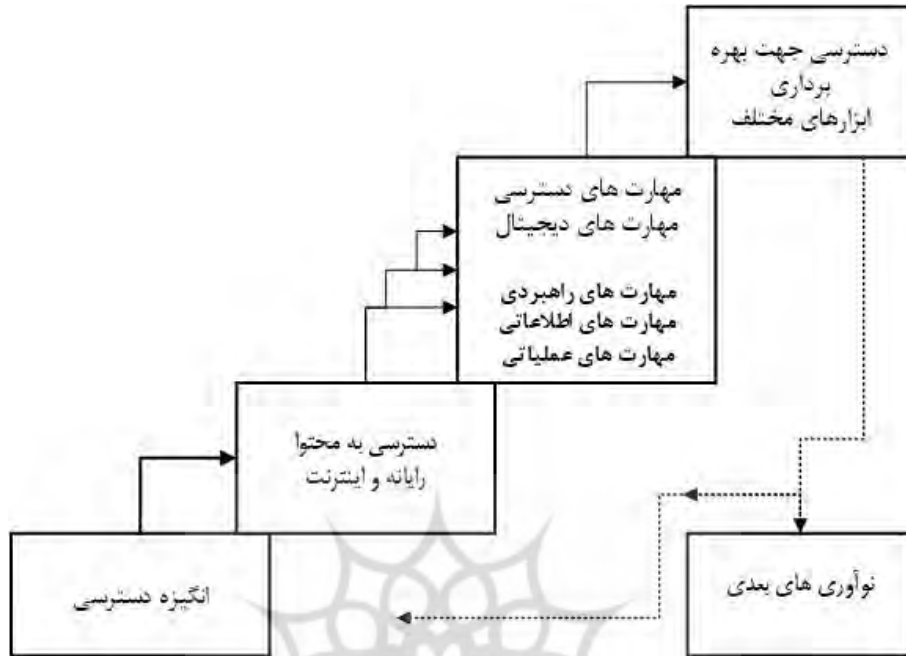 دسترسی جهت بهره
برداری
ابزارهای مختلف
مهارت های دسترسی
مهارت های دیجیتال
مهارت های راهبردی
مهارت های اطلاعاتی
مهارت های عملیاتی
دسترسی به محتوا
رایانه و اینترنت
انگیزه دسترسی
نوآوری های بعدی